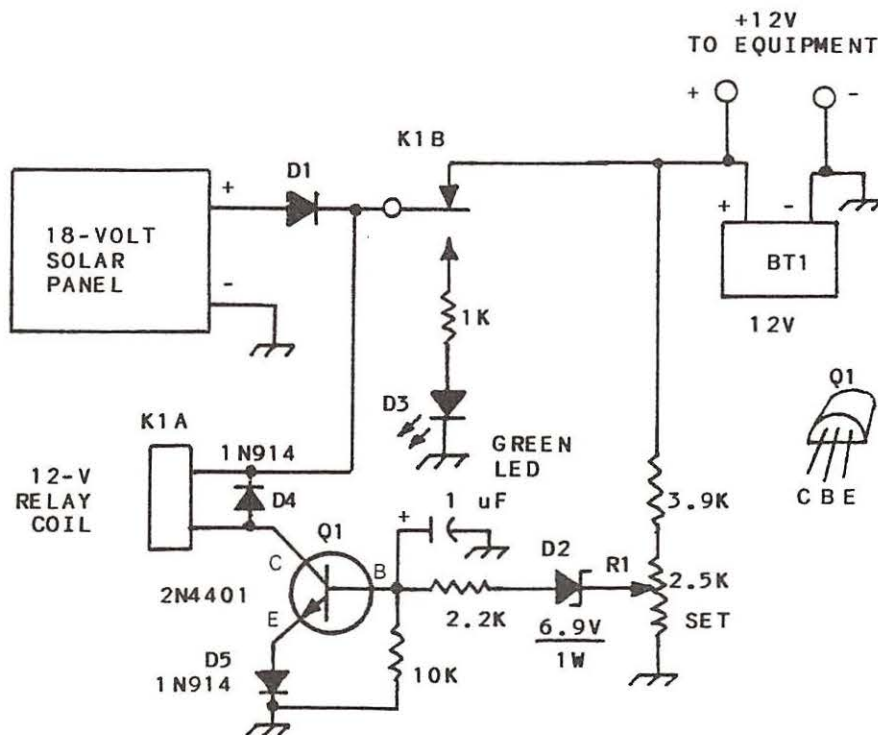 +12V
TO EQUIPMENT
+
-
K1B
D1
+
18-VOLT
SOLAR
PANEL
-
+
-
BT1
12V
1K
D3
GREEN
LED
Q1
C B E
K1A
1N914
12-V
RELAY
COIL
D4
1 uF
+
3.9K
Q1
C
B
D2
R1
2.5K
SET
2N4401
E
2.2K
6.9V
1W
D5
1N914
10K